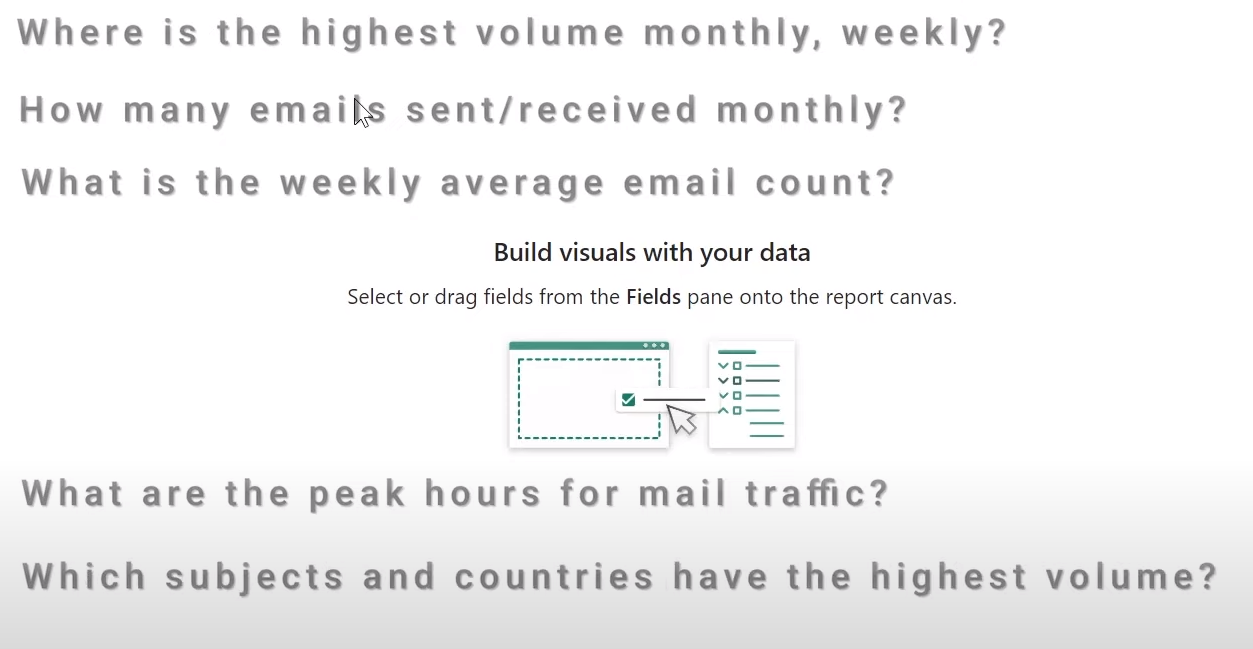 Where is the highest volume monthly, weekly?
How many emails sent/received monthly?
What is the weekly average email count?
Build visuals with your data
Select or drag fields from the Fields pane onto the report canvas.
What are the peak hours for mail traffic?
Which subjects and countries have the highest volume?